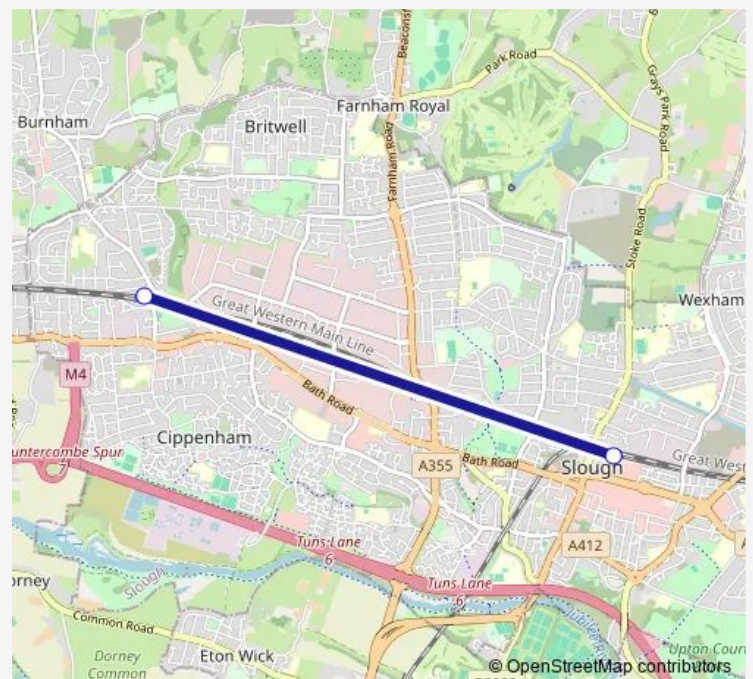 Beaconsf
Park Road
Farnham Royal
Grays Park Road
Burnham
Britwell
Farnham Road
Stoke Road
Wexham
Great Western Main Line
M4
Bath Road
Cippenham
untercombe Spur
7
A355
Bath Road
Slough
Great West
A412
Tuns Lane
6
Tuns Lane
6
orney
Slough
Jubilee Ri
Common Road
Eton Wick
Dorney
Common
Upton Court
© OpenStreetMap contributors